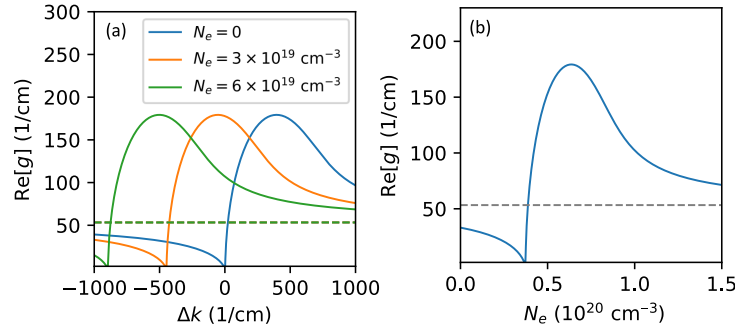 (a)
N_e = 0
N_e = 3 × 10^19 cm^−3
N_e = 6 × 10^19 cm^−3
300
250
200
150
100
50
Re[g] (1/cm)
−1000 −500 0 500 1000
Δk (1/cm)
(b)
200
150
100
50
0
Re[g] (1/cm)
0.0 0.5 1.0 1.5
N_e (10^20 cm^−3)